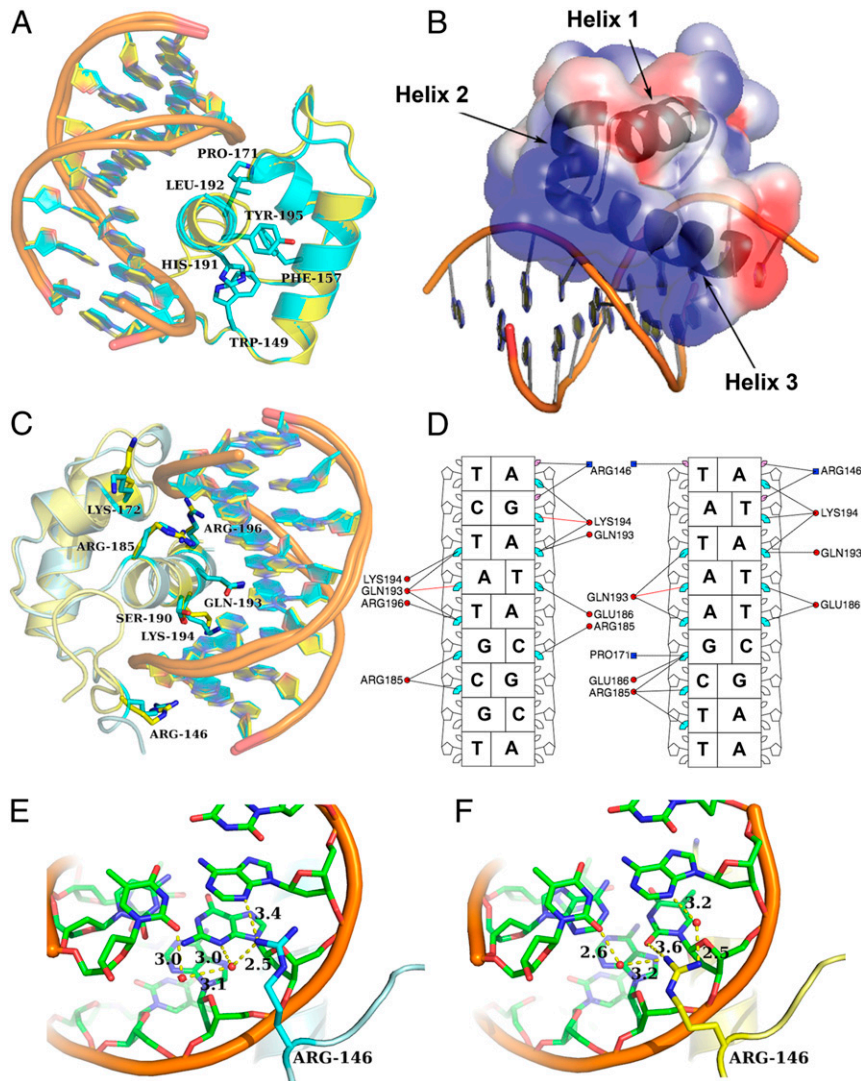 A
PRO-171
LEU-192
TYR-195
HIS-191
PHE-157
TRP-149
B
Helix 1
Helix 2
Helix 3
C
LYS-172
ARG-196
ARG-185
GLN-193
SER-190
LYS-194
ARG-146
D
T A
C G
T A
A T
T A
G C
C G
G C
T A
LYS194
GLN193
ARG196
ARG185
ARG146
LYS194
GLN193
GLU186
ARG185
T A
A T
T A
A T
A T
G C
C G
T A
T A
GLN193
PRO171
GLU186
ARG185
ARG146
LYS194
GLN193
GLU186
E
3.4
3.0
3.0
2.5
3.1
ARG-146
F
3.2
2.6
3.6
2.5
3.2
ARG-146